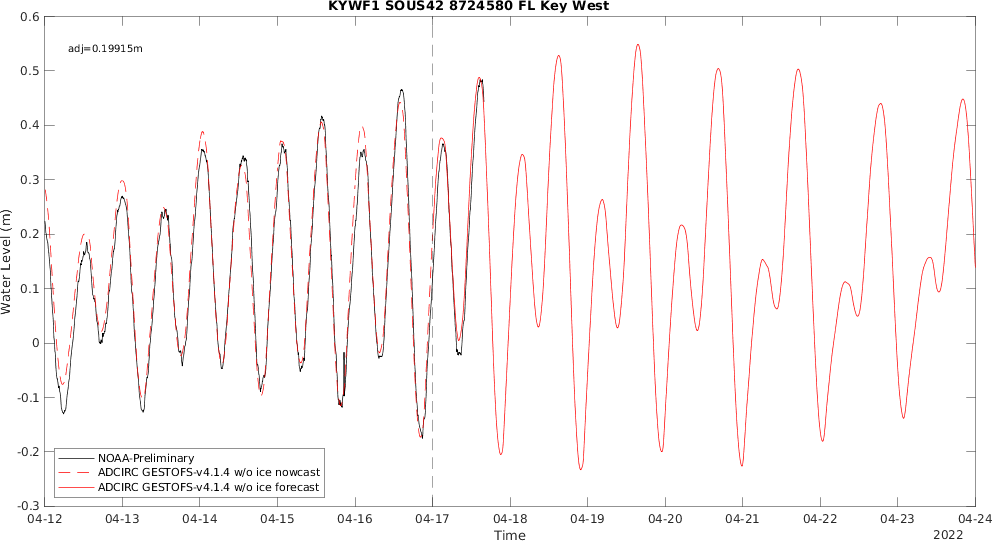 KYWF1 SOUS42 8724580 FL Key West
adj=0.19915m
Water Level (m)
0.6
0.5
0.4
0.3
0.2
0.1
0
-0.1
-0.2
-0.3
NOAA-Preliminary
ADCIRC GESTOFS-v4.1.4 w/o ice nowcast
ADCIRC GESTOFS-v4.1.4 w/o ice forecast
04-12 04-13 04-14 04-15 04-16 04-17 04-18 04-19 04-20 04-21 04-22 04-23 04-24
Time
2022